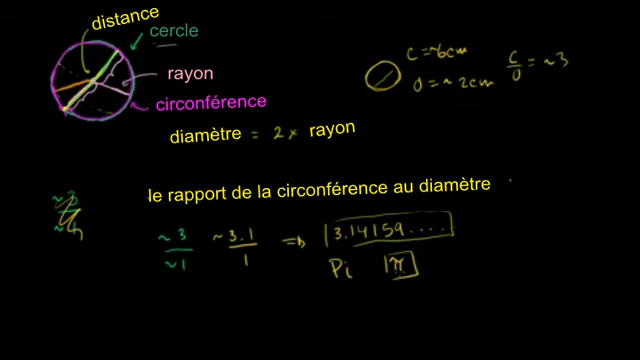 distance
cercle
rayon
circonférence
diamètre = 2 × rayon
c = ~6cm
D = ~2cm
c/D = ~3
le rapport de la circonférence au diamètre
~3/~1 ~3.1/1 ⇒ 3.14159....
Pi π